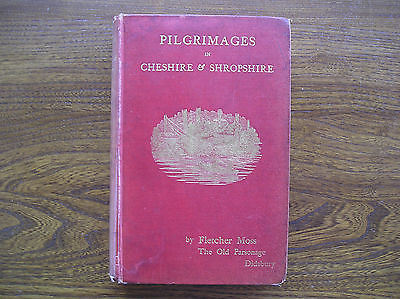 PILGRIMAGES
IN
CHESHIRE & SHROPSHIRE
by Fletcher Moss
The Old Parsonage
Didsbury